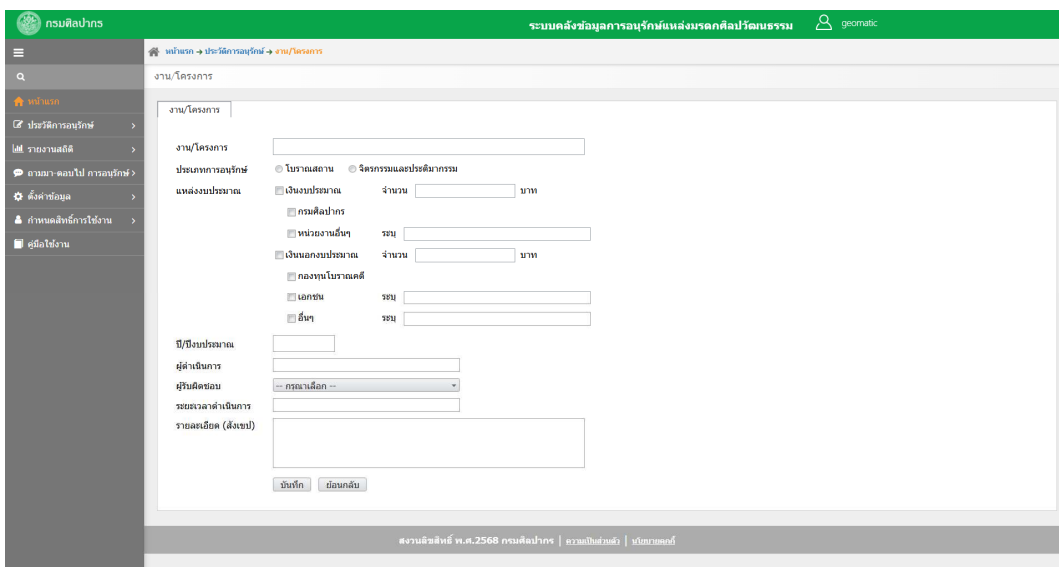 กรมศิลปากร
ระบบคลังข้อมูลการอนุรักษ์แหล่งมรดกศิลปวัฒนธรรม geomatic
หน้าแรก → ประวัติการอนุรักษ์ → งาน/โครงการ
งาน/โครงการ
หน้าแรก
ประวัติการอนุรักษ์
รายงานสถิติ
ถามมา-ตอบไป การอนุรักษ์
ตั้งค่าข้อมูล
กำหนดสิทธิ์การใช้งาน
คู่มือใช้งาน
งาน/โครงการ
งาน/โครงการ
ประเภทการอนุรักษ์ โบราณสถาน จิตรกรรมและประติมากรรม
แหล่งงบประมาณ เงินงบประมาณ จำนวน บาท
กรมศิลปากร
หน่วยงานอื่นๆ ระบุ
เงินนอกงบประมาณ จำนวน บาท
กองทุนโบราณคดี
เอกชน ระบุ
อื่นๆ ระบุ
ปี/ปีงบประมาณ
ผู้ดำเนินการ
ผู้รับผิดชอบ -- กรุณาเลือก --
ระยะเวลาดำเนินการ
รายละเอียด (สังเขป)
บันทึก ย้อนกลับ
สงวนลิขสิทธิ์ พ.ศ.2568 กรมศิลปากร | ความเป็นส่วนตัว | นโยบายคุกกี้